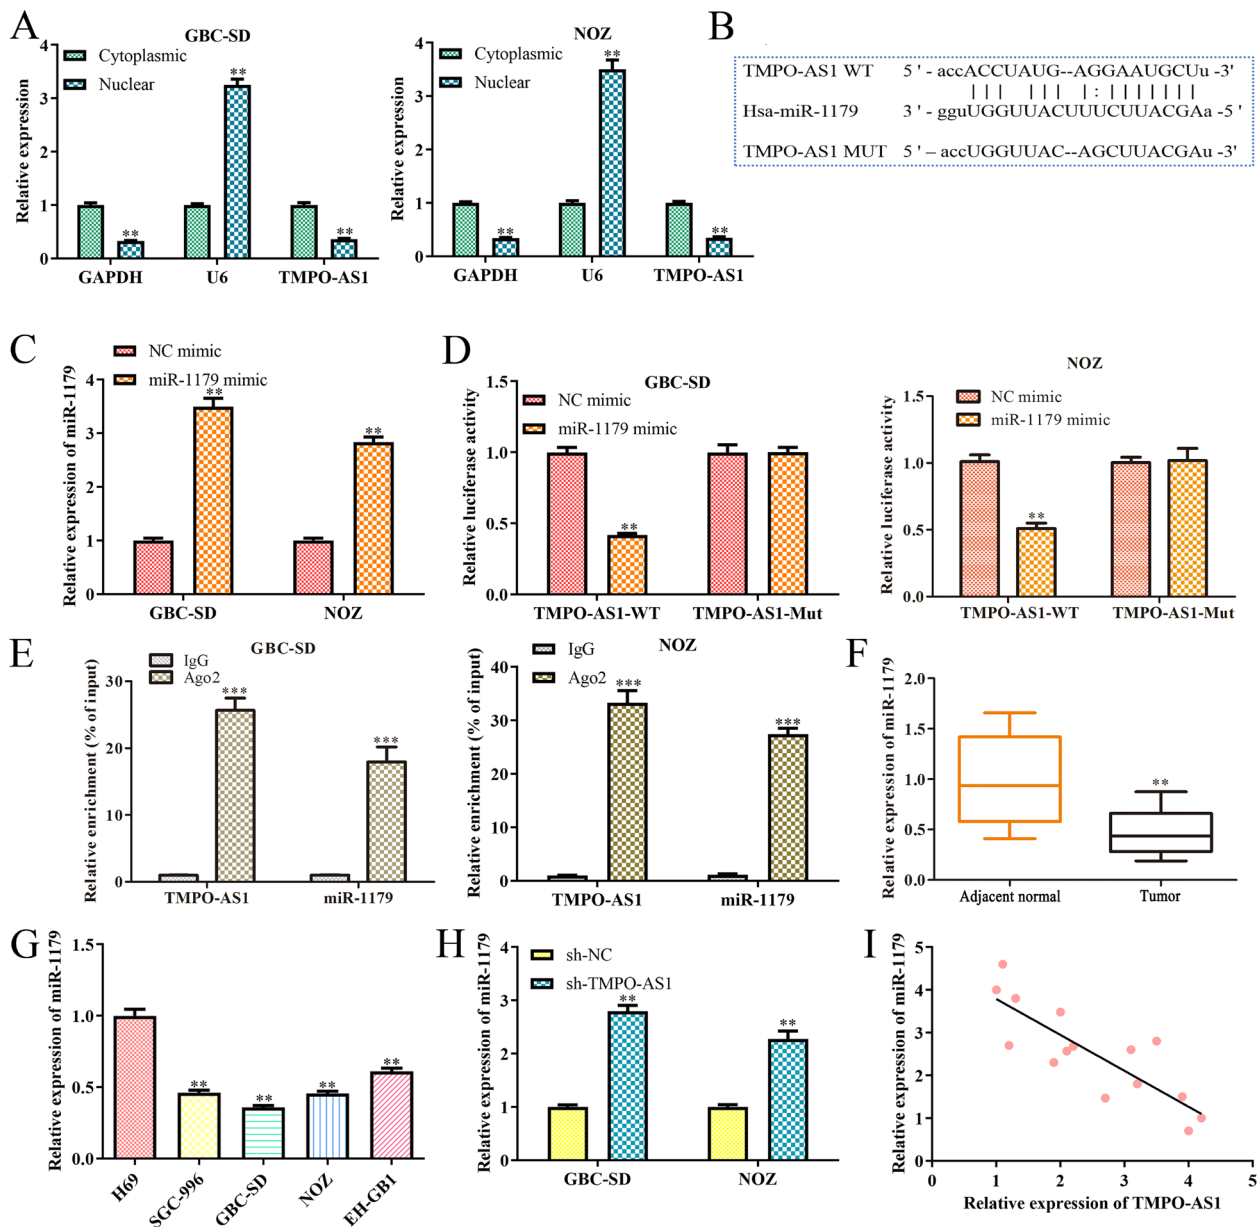 A
GBC-SD
Cytoplasmic
Nuclear
Relative expression
4
3
2
1
0
**
**
**
GAPDH
U6
TMPO-AS1
NOZ
Cytoplasmic
Nuclear
Relative expression
4
3
2
1
0
**
**
**
GAPDH
U6
TMPO-AS1
B
TMPO-AS1 WT 5 ' - accACCUAUG--AGGAAUGCUu -3'
Hsa-miR-1179 3 ' - gguUGGUUACUUUCUUACGAa -5 '
TMPO-AS1 MUT 5 ' – accUGGUUAC--AGCUUACGAu -3'
C
NC mimic
miR-1179 mimic
Relative expression of miR-1179
4
3
2
1
0
**
**
GBC-SD
NOZ
D
GBC-SD
NC mimic
miR-1179 mimic
Relative luciferase activity
1.5
1.0
0.5
0.0
**
TMPO-AS1-WT
TMPO-AS1-Mut
NOZ
NC mimic
miR-1179 mimic
Relative luciferase activity
1.5
1.0
0.5
0.0
**
TMPO-AS1-WT
TMPO-AS1-Mut
E
GBC-SD
IgG
Ago2
Relative enrichment (% of input)
30
20
10
0
***
***
TMPO-AS1
miR-1179
NOZ
IgG
Ago2
Relative enrichment (% of input)
40
30
20
10
0
***
***
TMPO-AS1
miR-1179
F
Relative expression of miR-1179
2.0
1.5
1.0
0.5
0.0
**
Adjacent normal
Tumor
G
Relative expression of miR-1179
1.5
1.0
0.5
0.0
**
**
**
**
H69
SGC-996
GBC-SD
NOZ
EH-GB1
H
sh-NC
sh-TMPO-AS1
Relative expression of miR-1179
4
3
2
1
0
**
**
GBC-SD
NOZ
I
Relative expression of miR-1179
5
4
3
2
1
0
0
1
2
3
4
5
Relative expression of TMPO-AS1